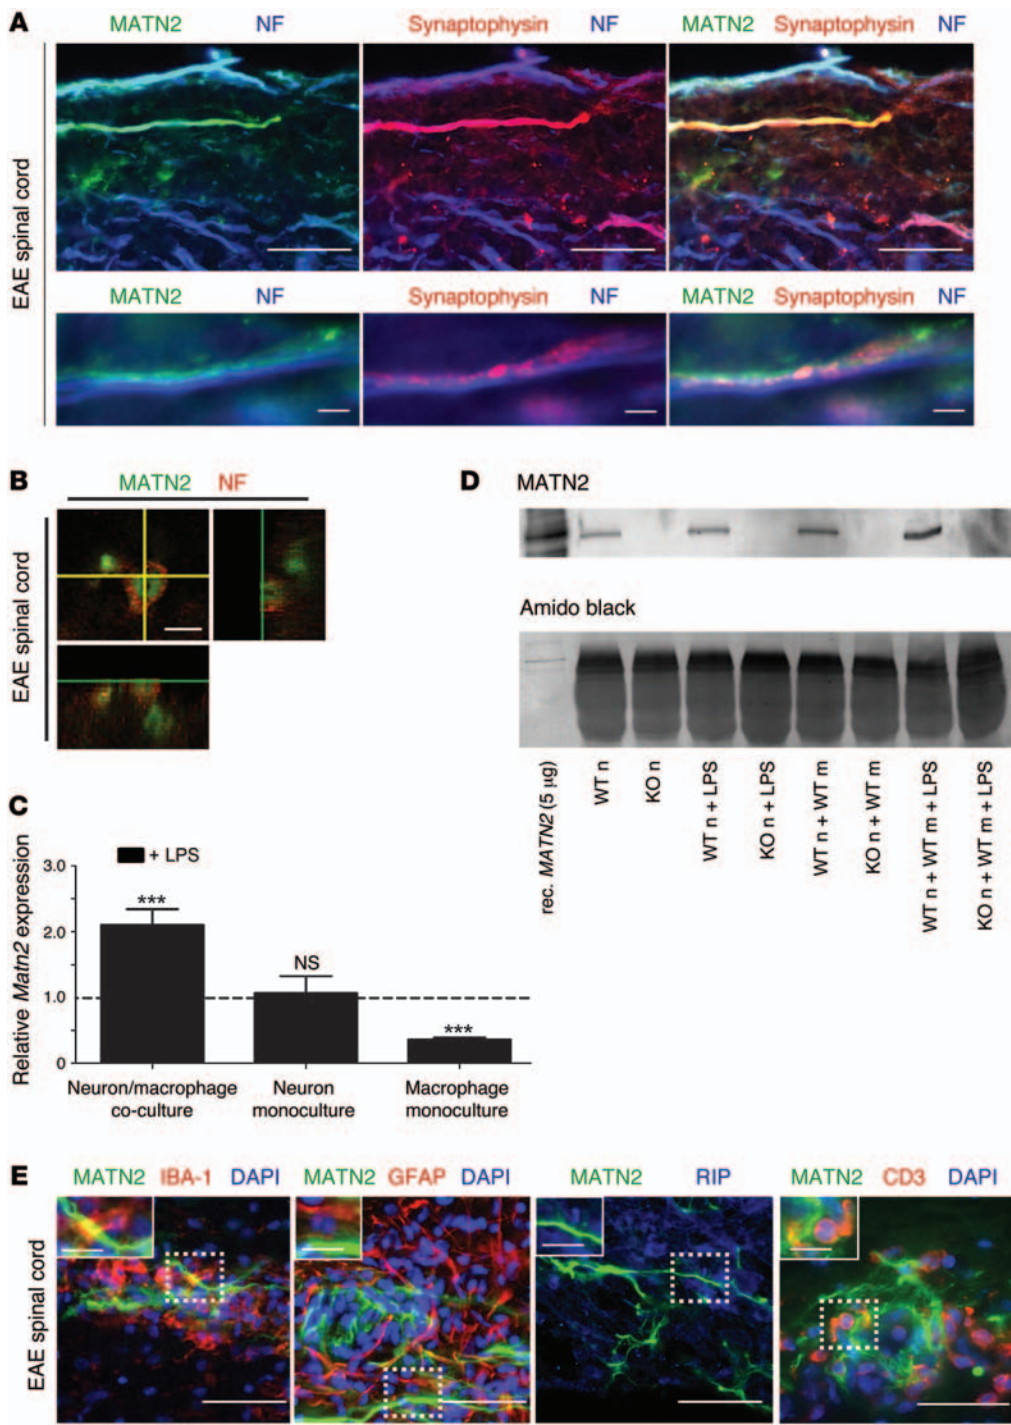 A
MATN2 NF Synaptophysin NF MATN2 Synaptophysin NF
EAE spinal cord
MATN2 NF Synaptophysin NF MATN2 Synaptophysin NF
B
MATN2 NF
EAE spinal cord
D
MATN2
Amido black
rec. MATN2 (5 µg)
WT n
KO n
WT n + LPS
KO n + LPS
WT n + WT m
KO n + WT m
WT n + WT m + LPS
KO n + WT m + LPS
C
+ LPS
Relative Matn2 expression
3.0
2.0
1.0
0
***
NS
***
Neuron/macrophage co-culture
Neuron monoculture
Macrophage monoculture
E
MATN2 IBA-1 DAPI MATN2 GFAP DAPI MATN2 RIP MATN2 CD3 DAPI
EAE spinal cord